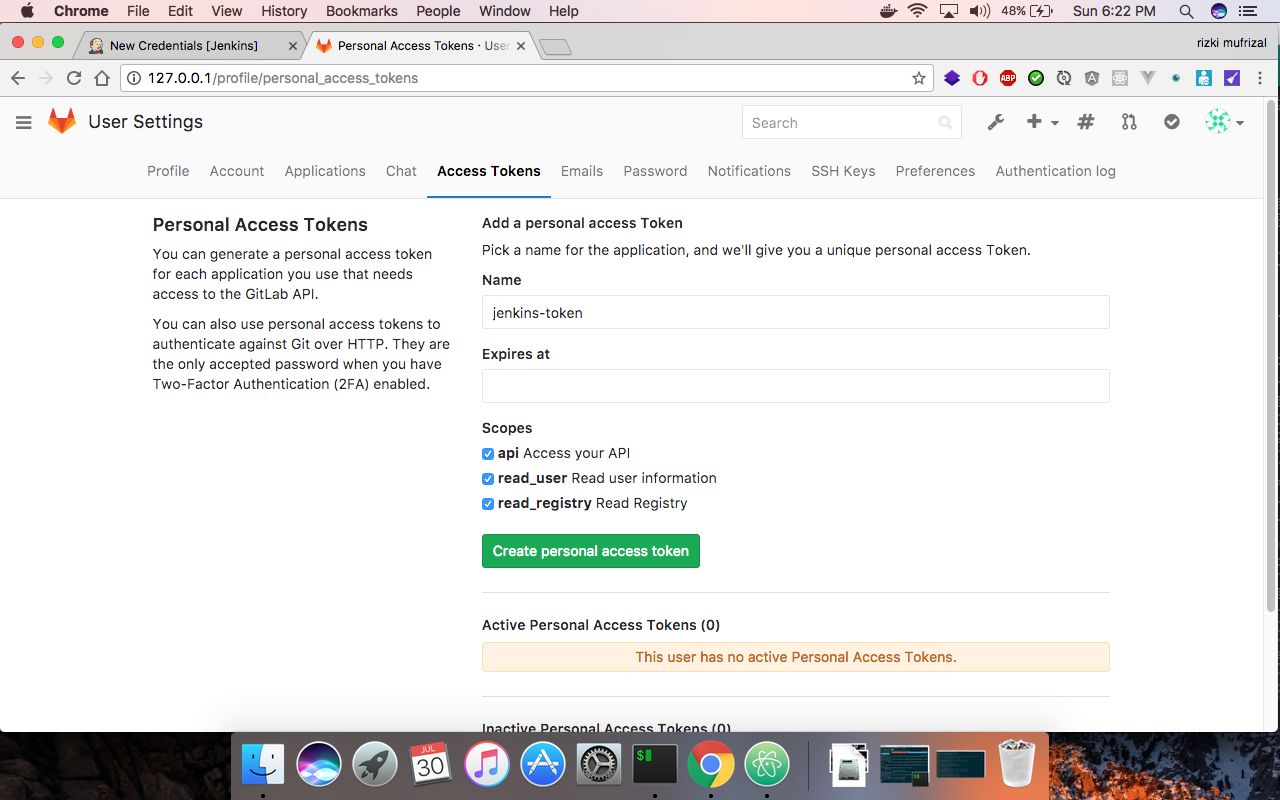 Chrome File Edit View History Bookmarks People Window Help 48% Sun 6:22 PM
New Credentials [Jenkins] Personal Access Tokens · User rizki mufrizal
127.0.0.1/profile/personal_access_tokens ABP
User Settings Search
Profile Account Applications Chat Access Tokens Emails Password Notifications SSH Keys Preferences Authentication log
Personal Access Tokens
You can generate a personal access token
for each application you use that needs
access to the GitLab API.
You can also use personal access tokens to
authenticate against Git over HTTP. They are
the only accepted password when you have
Two-Factor Authentication (2FA) enabled.
Add a personal access Token
Pick a name for the application, and we'll give you a unique personal access Token.
Name
jenkins-token
Expires at
Scopes
api Access your API
read_user Read user information
read_registry Read Registry
Create personal access token
Active Personal Access Tokens (0)
This user has no active Personal Access Tokens.
Inactive Personal Access Tokens (0)
JUL
30
$